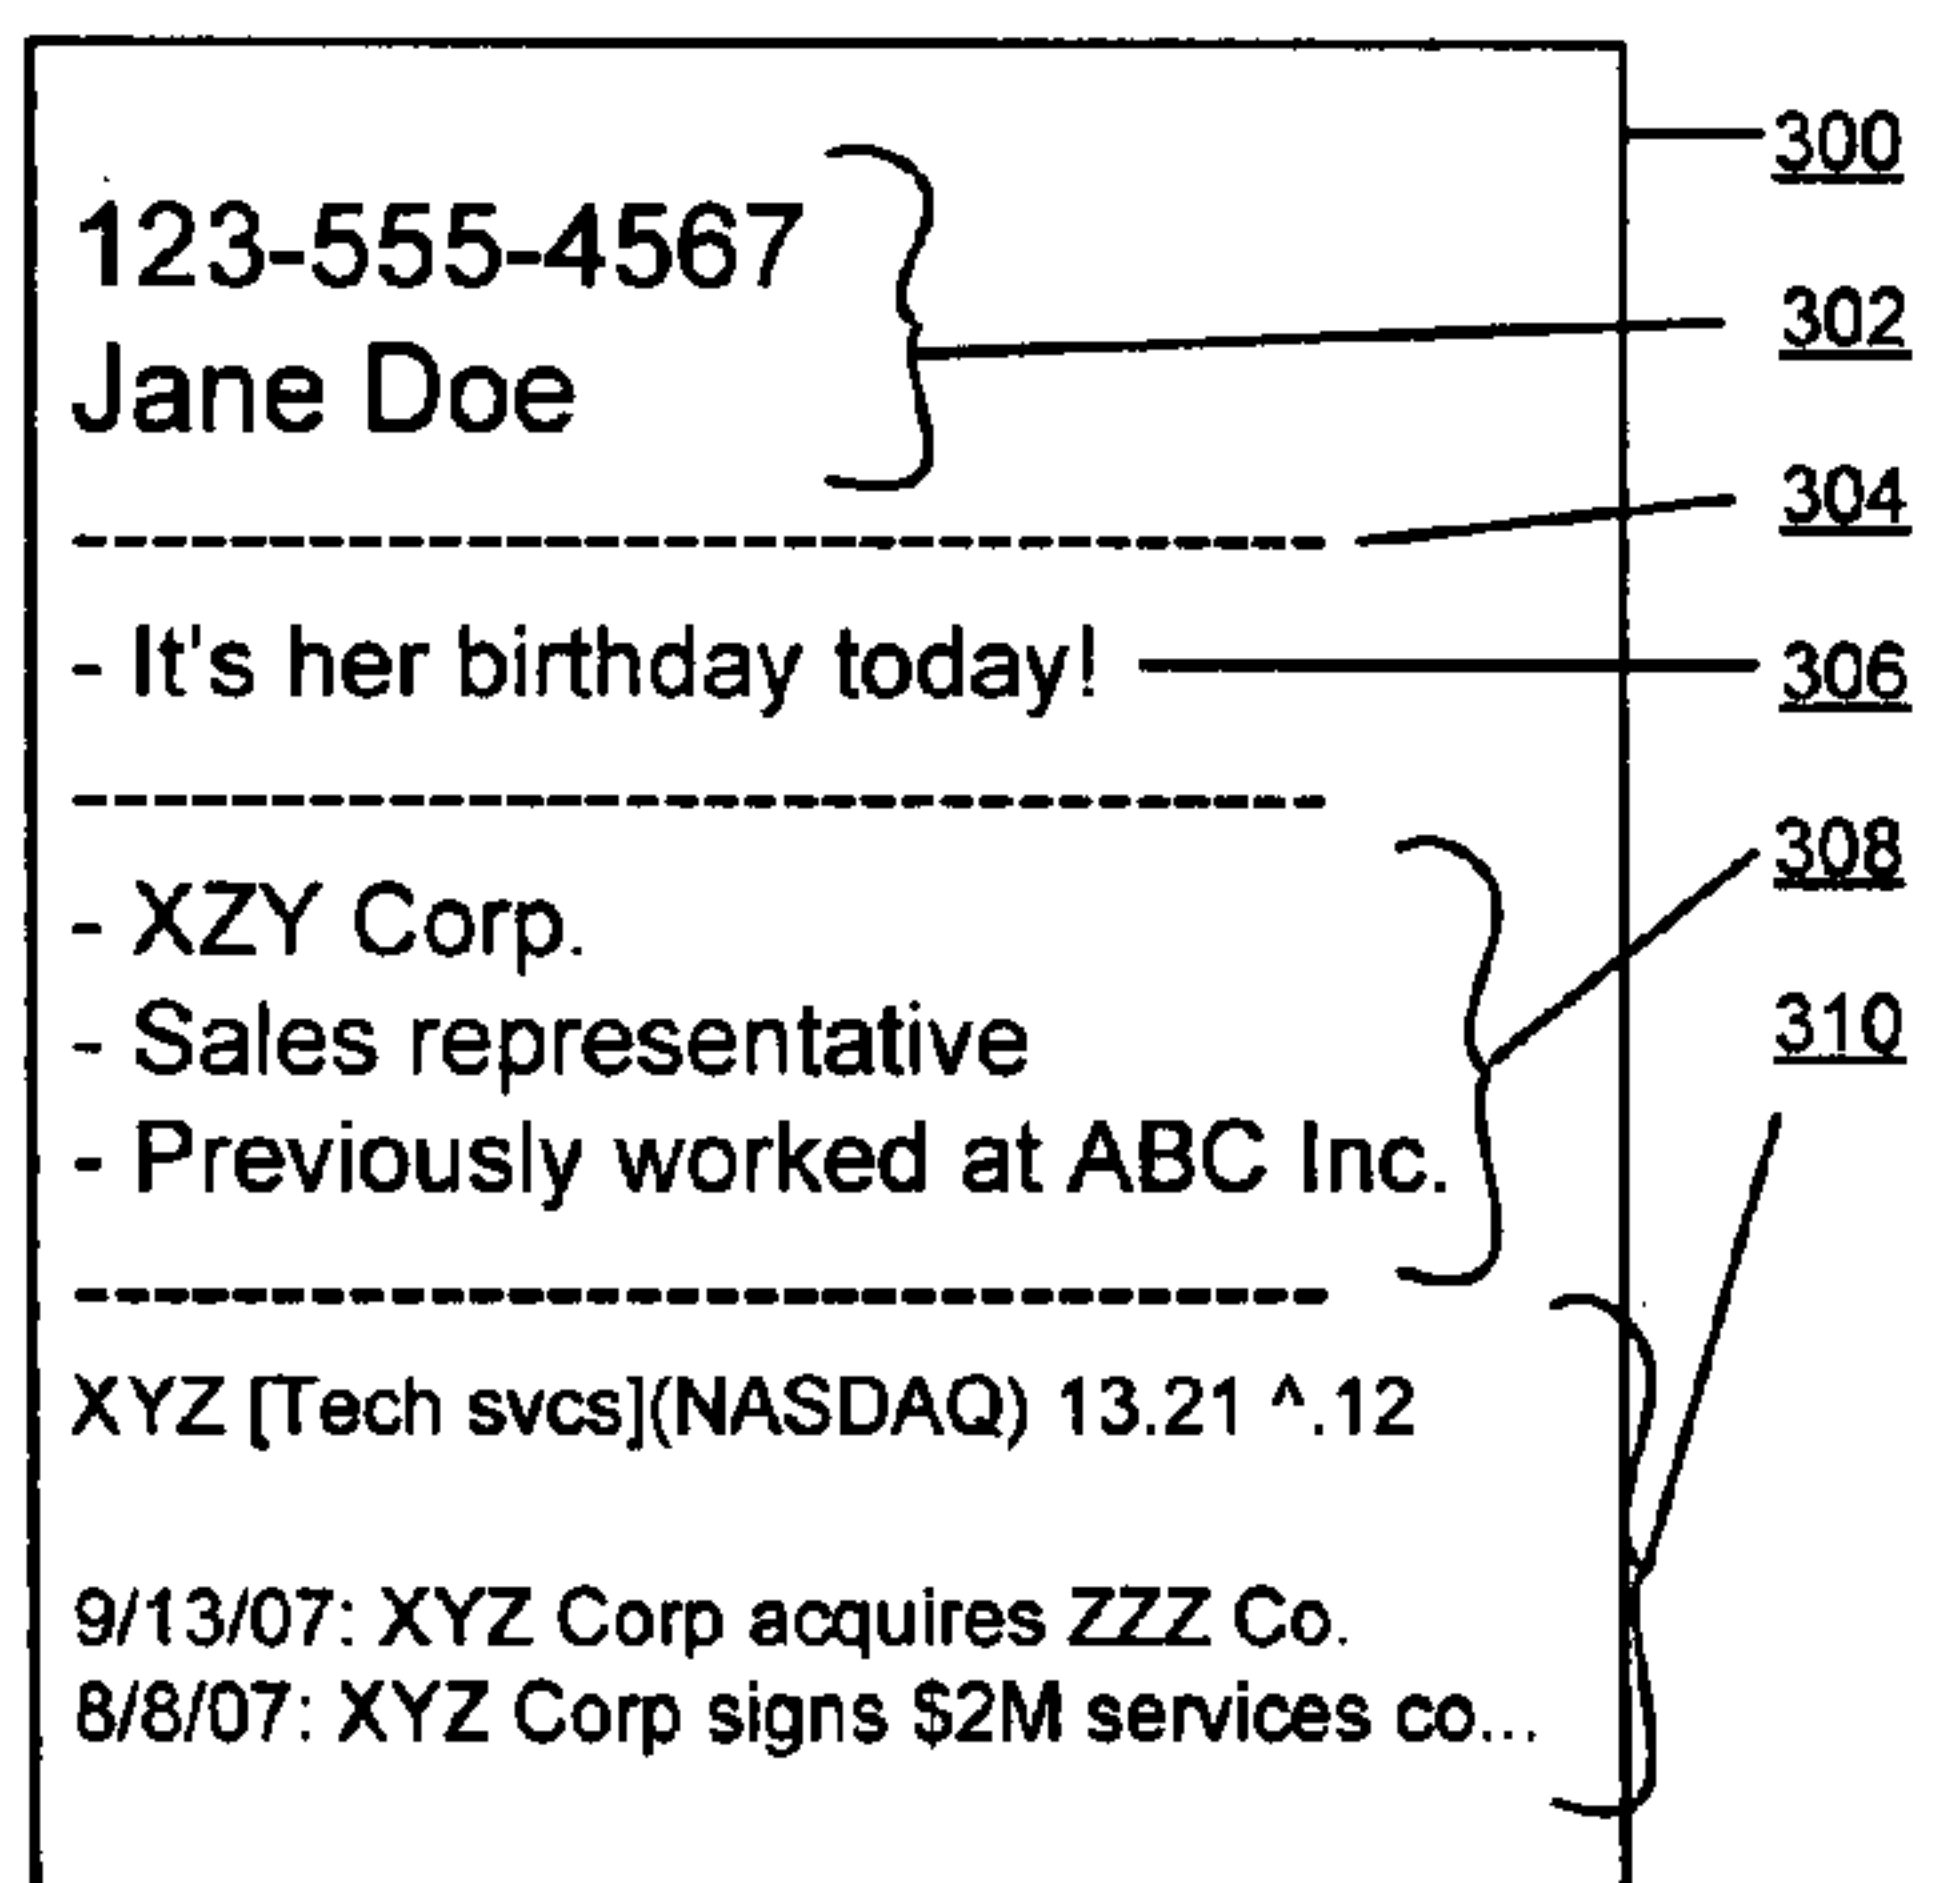 300
123-555-4567
302
Jane Doe
304
--------------------------------
- It's her birthday today!
306
--------------------------------
308
- XZY Corp.
- Sales representative
310
- Previously worked at ABC Inc.
--------------------------------
XYZ [Tech svcs](NASDAQ) 13.21 ^.12
9/13/07: XYZ Corp acquires ZZZ Co.
8/8/07: XYZ Corp signs $2M services co...